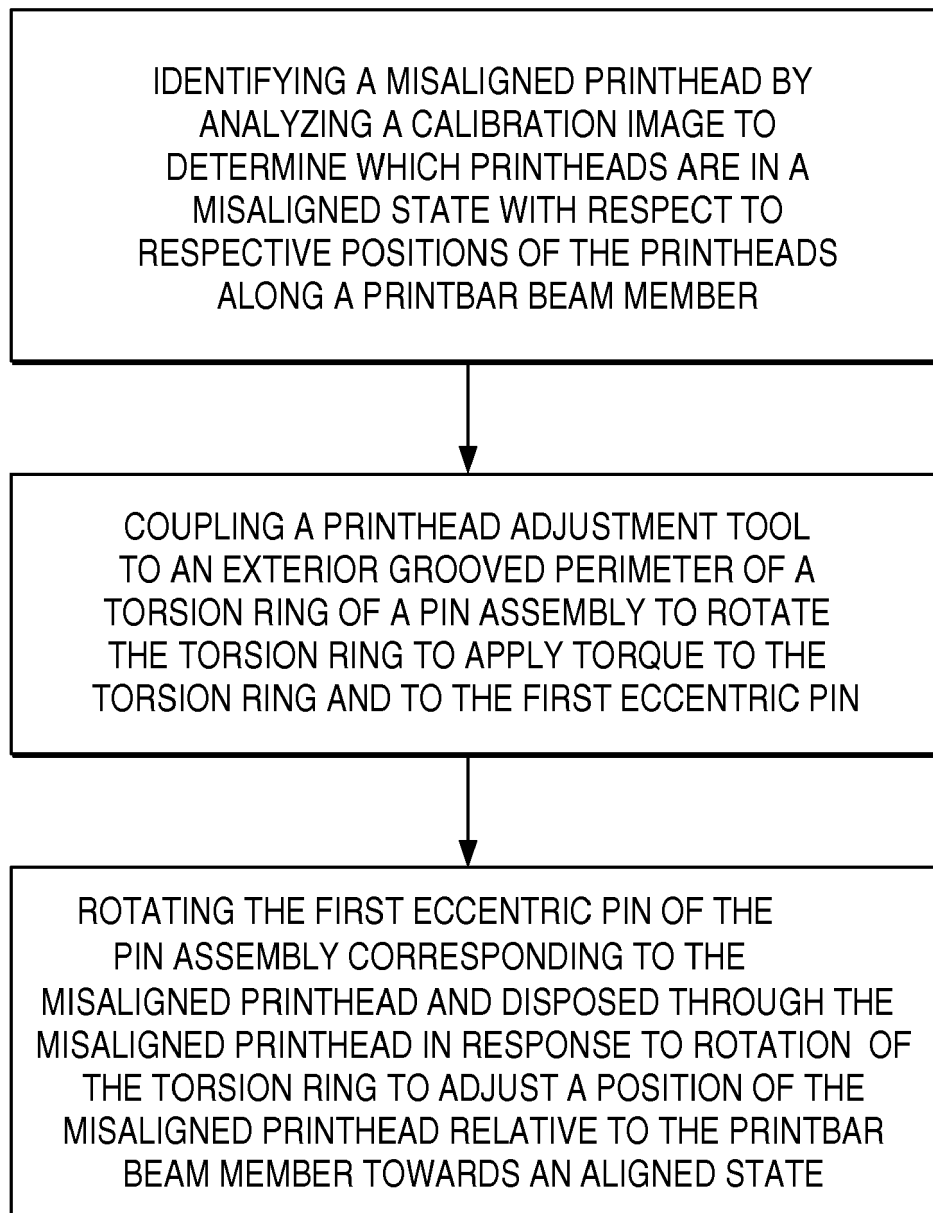 IDENTIFYING A MISALIGNED PRINTHEAD BY
ANALYZING A CALIBRATION IMAGE TO
DETERMINE WHICH PRINTHEADS ARE IN A
MISALIGNED STATE WITH RESPECT TO
RESPECTIVE POSITIONS OF THE PRINTHEADS
ALONG A PRINTBAR BEAM MEMBER
COUPLING A PRINTHEAD ADJUSTMENT TOOL
TO AN EXTERIOR GROOVED PERIMETER OF A
TORSION RING OF A PIN ASSEMBLY TO ROTATE
THE TORSION RING TO APPLY TORQUE TO THE
TORSION RING AND TO THE FIRST ECCENTRIC PIN
ROTATING THE FIRST ECCENTRIC PIN OF THE
PIN ASSEMBLY CORRESPONDING TO THE
MISALIGNED PRINTHEAD AND DISPOSED THROUGH THE
MISALIGNED PRINTHEAD IN RESPONSE TO ROTATION OF
THE TORSION RING TO ADJUST A POSITION OF THE
MISALIGNED PRINTHEAD RELATIVE TO THE PRINTBAR
BEAM MEMBER TOWARDS AN ALIGNED STATE